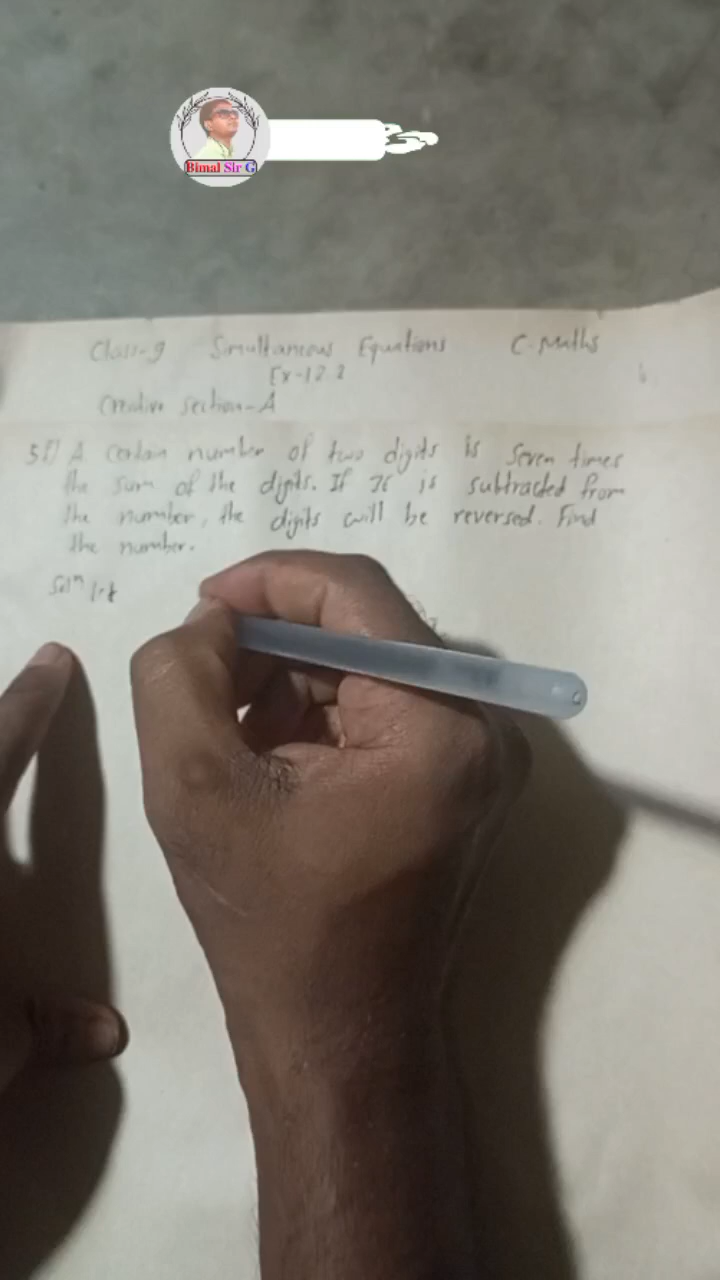 Bimal Sir G
Class-9 Simultaneous Equations C-Maths
Ex-12.2
Creative section-A
5) A certain number of two digits is seven times
the sum of the digits. If 36 is subtracted from
the number, the digits will be reversed. Find
the number.
Solⁿ let